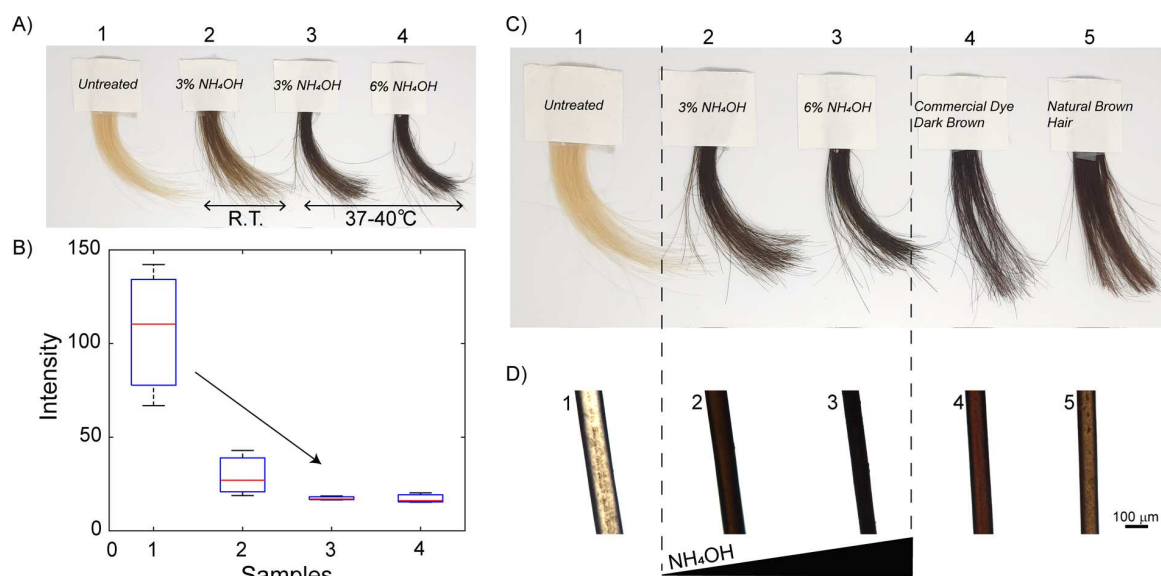 A)
1 2 3 4
Untreated 3% NH₄OH 3% NH₄OH 6% NH₄OH
R.T. 37-40°C
B)
150
100
50
0
Intensity
0 1 2 3 4
Samples
C)
1 2 3 4 5
Untreated 3% NH₄OH 6% NH₄OH Commercial Dye Natural Brown
Dark Brown Hair
D)
1 2 3 4 5
100 μm
NH₄OH